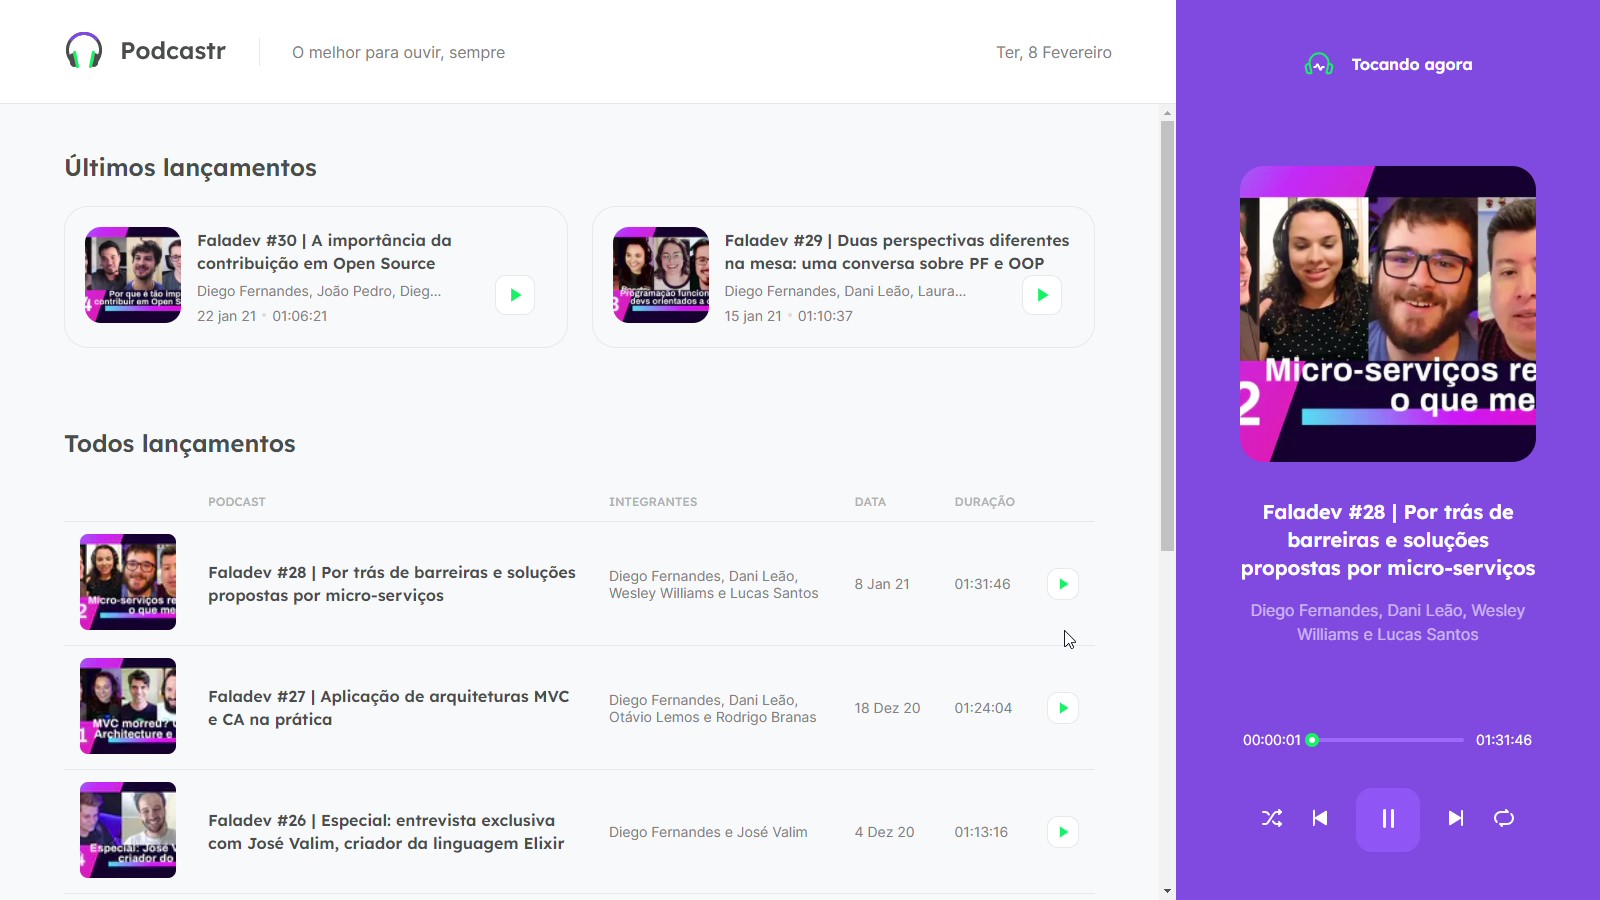 Podcastr
O melhor para ouvir, sempre
Ter, 8 Fevereiro
Últimos lançamentos
Por que é tão imp
contribuir em Open S
4
Faladev #30 | A importância da
contribuição em Open Source
Diego Fernandes, João Pedro, Dieg...
22 jan 21 • 01:06:21
Programação funcion
devs orientados a o
3
Faladev #29 | Duas perspectivas diferentes
na mesa: uma conversa sobre PF e OOP
Diego Fernandes, Dani Leão, Laura...
15 jan 21 • 01:10:37
Todos lançamentos
PODCAST
INTEGRANTES
DATA
DURAÇÃO
Micro-serviços re
o que me
2
Faladev #28 | Por trás de barreiras e soluções
propostas por micro-serviços
Diego Fernandes, Dani Leão,
Wesley Williams e Lucas Santos
8 Jan 21
01:31:46
MVC morreu?
Architecture e
1
Faladev #27 | Aplicação de arquiteturas MVC
e CA na prática
Diego Fernandes, Dani Leão,
Otávio Lemos e Rodrigo Branas
18 Dez 20
01:24:04
Especial: José V
criador do
Faladev #26 | Especial: entrevista exclusiva
com José Valim, criador da linguagem Elixir
Diego Fernandes e José Valim
4 Dez 20
01:13:16
Tocando agora
Micro-serviços re
o que me
2
Faladev #28 | Por trás de
barreiras e soluções
propostas por micro-serviços
Diego Fernandes, Dani Leão, Wesley
Williams e Lucas Santos
00:00:01
01:31:46